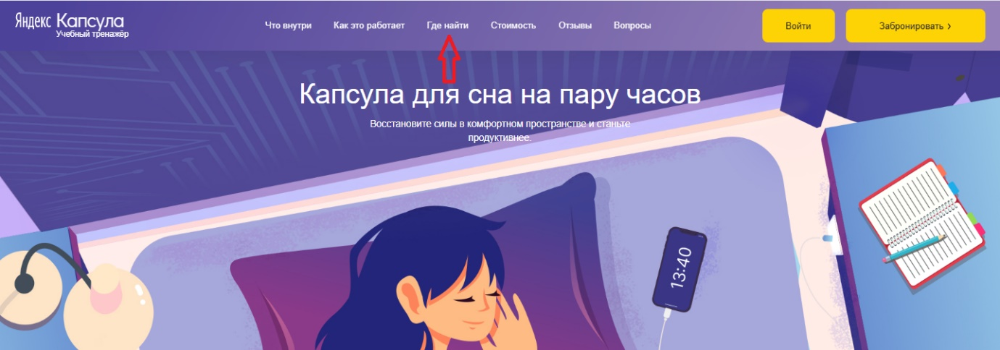 Яндекс Капсула
Учебный тренажёр
Что внутри Как это работает Где найти Стоимость Отзывы Вопросы
Войти
Забронировать ›
Капсула для сна на пару часов
Восстановите силы в комфортном пространстве и станьте
продуктивнее.
13:40